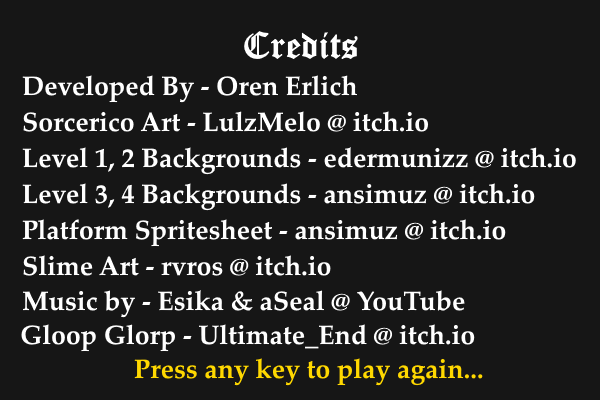 Credits
Developed By - Oren Erlich
Sorcerico Art - LulzMelo @ itch.io
Level 1, 2 Backgrounds - edermunizz @ itch.io
Level 3, 4 Backgrounds - ansimuz @ itch.io
Platform Spritesheet - ansimuz @ itch.io
Slime Art - rvros @ itch.io
Music by - Esika & aSeal @ YouTube
Gloop Glorp - Ultimate_End @ itch.io
Press any key to play again...